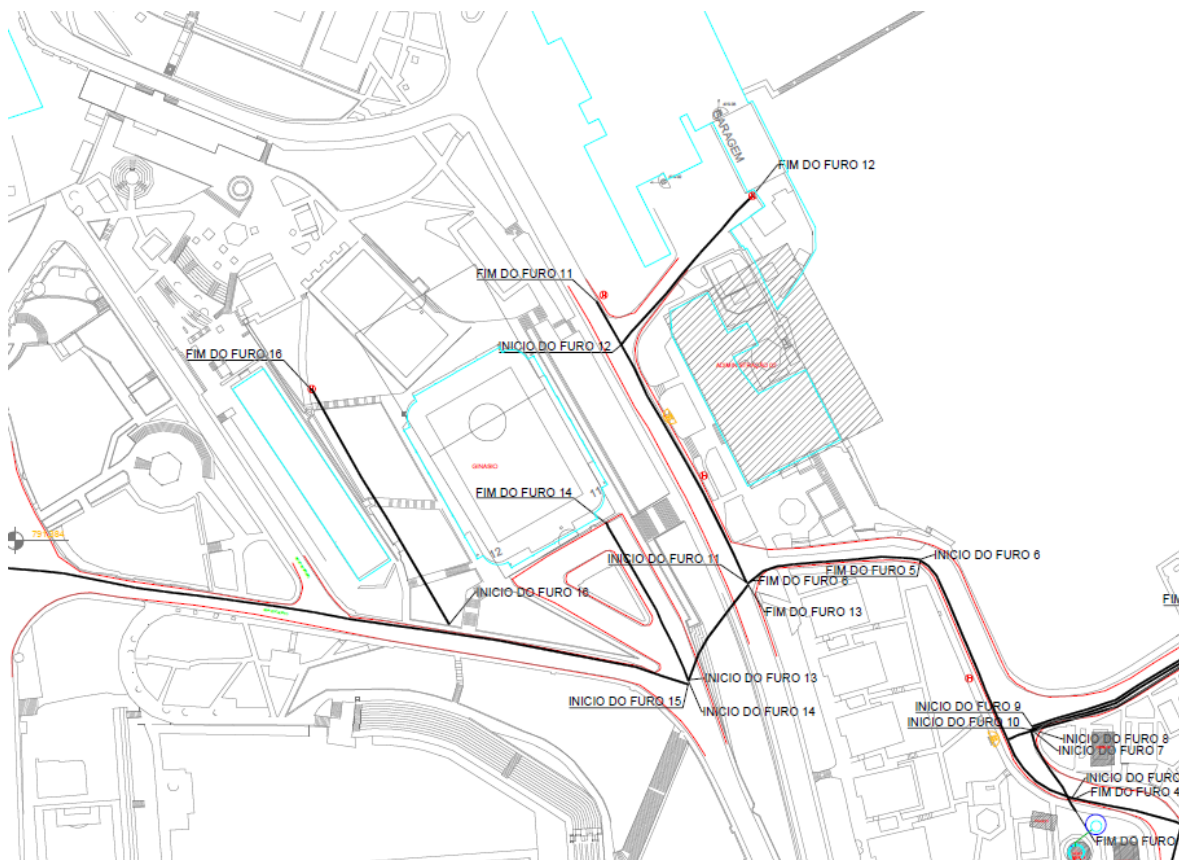 GARAGEM
FIM DO FURO 12
FIM DO FURO 11
INICIO DO FURO 12
FIM DO FURO 16
GINASIO
FIM DO FURO 14
11
12
INICIO DO FURO 11
INICIO DO FURO 6
FIM DO FURO 5
FIM DO FURO 6
INICIO DO FURO 16
FIM DO FURO 13
INICIO DO FURO 13
INICIO DO FURO 15
INICIO DO FURO 14
INICIO DO FURO 9
INICIO DO FURO 10
INICIO DO FURO 8
INICIO DO FURO 7
INICIO DO FURO
FIM DO FURO 4
FIM DO FURO